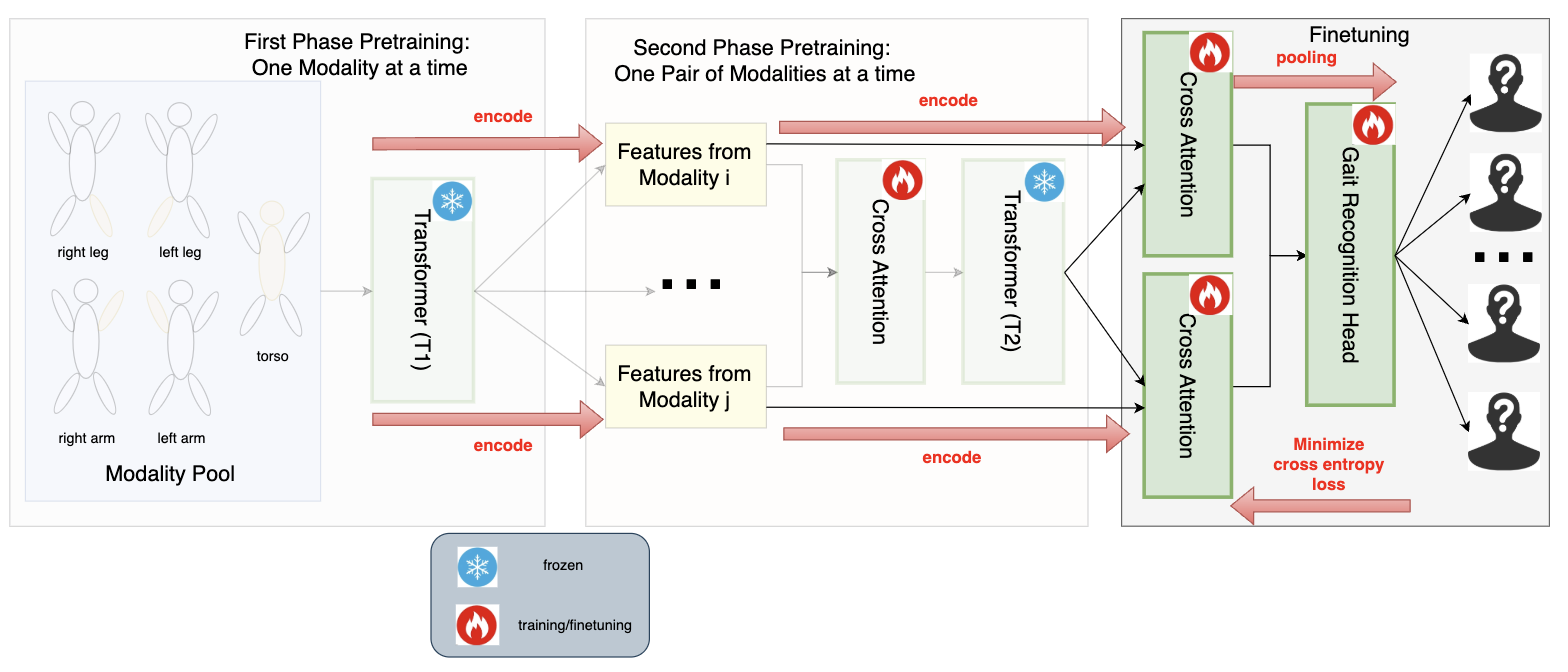 First Phase Pretraining:
One Modality at a time
right leg
left leg
torso
right arm
left arm
Modality Pool
Transformer (T1)
encode
encode
Second Phase Pretraining:
One Pair of Modalities at a time
Features from
Modality i
Features from
Modality j
encode
Cross Attention
Transformer (T2)
encode
Finetuning
pooling
Cross Attention
Cross Attention
Gait Recognition Head
?
?
?
?
Minimize
cross entropy
loss
frozen
training/finetuning